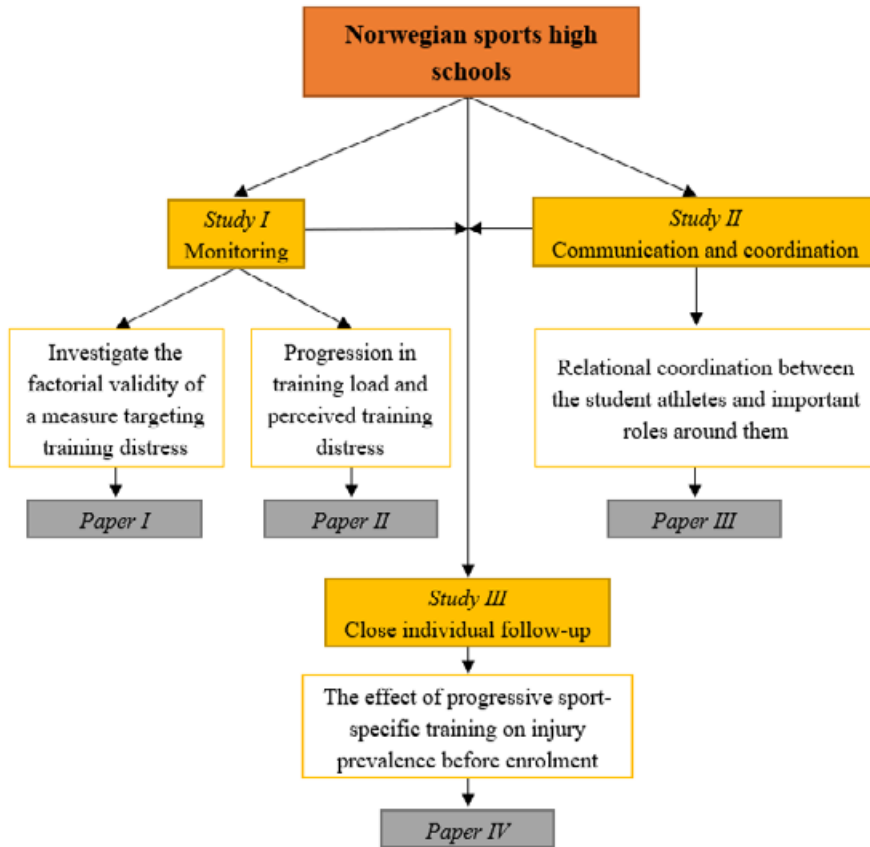 Norwegian sports high
schools
Study I
Monitoring
Study II
Communication and coordination
Investigate the
factorial validity of
a measure targeting
training distress
Progression in
training load and
perceived training
distress
Relational coordination between
the student athletes and important
roles around them
Paper I
Paper II
Paper III
Study III
Close individual follow-up
The effect of progressive sport-
specific training on injury
prevalence before enrolment
Paper IV